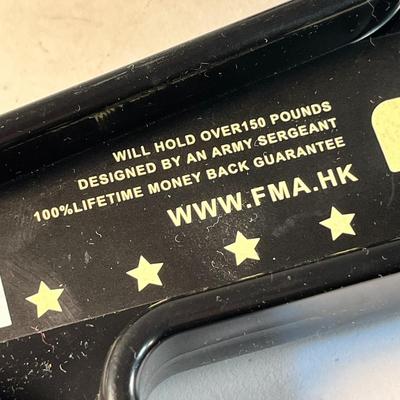 WILL HOLD OVER150 POUNDS
DESIGNED BY AN ARMY SERGEANT
100%LIFETIME MONEY BACK GUARANTEE
WWW.FMA.HK